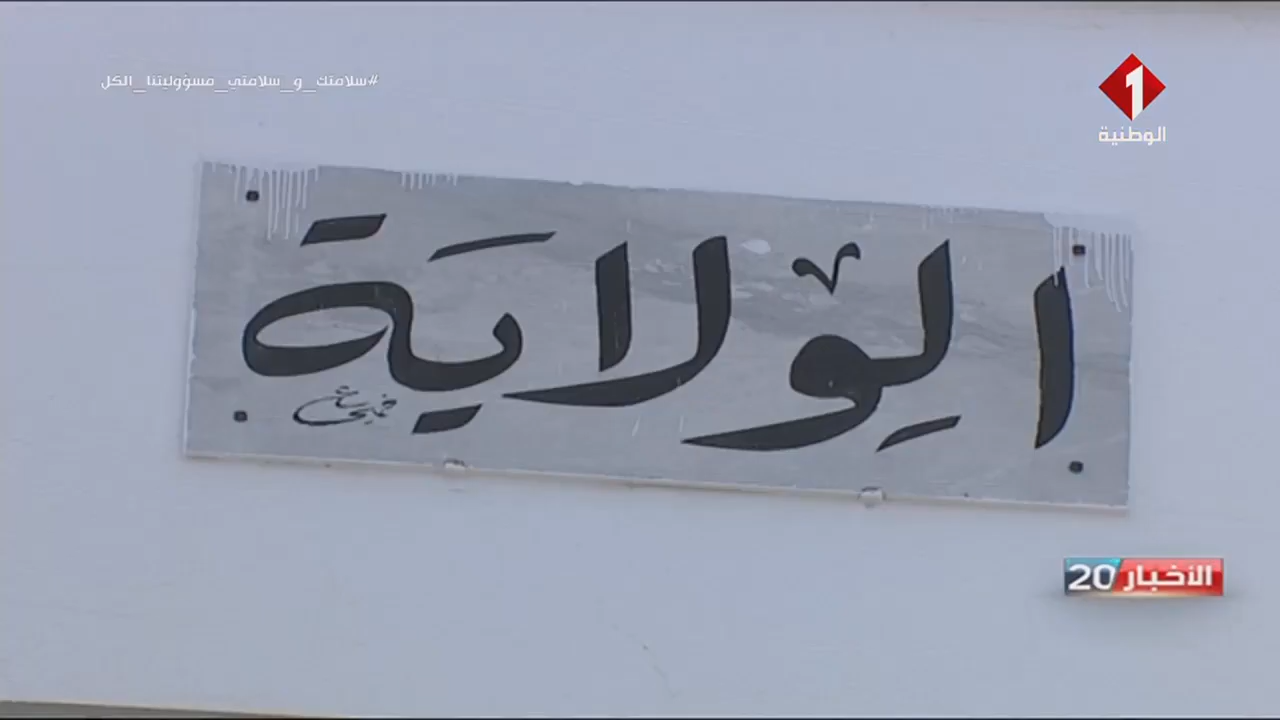 #سلامتك_و_سلامتي_مسؤوليتنا_الكل
1
الوطنية
الولاية
الأخبار 20